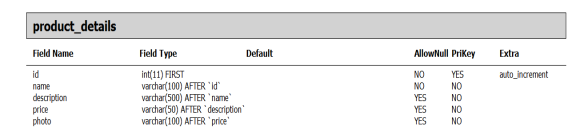 product_details
Field Name Field Type Default AllowNull PriKey Extra
id int(11) FIRST NO YES auto_increment
name varchar(100) AFTER `id` NO NO
description varchar(500) AFTER `name` YES NO
price varchar(50) AFTER `description` YES NO
photo varchar(100) AFTER `price` YES NO